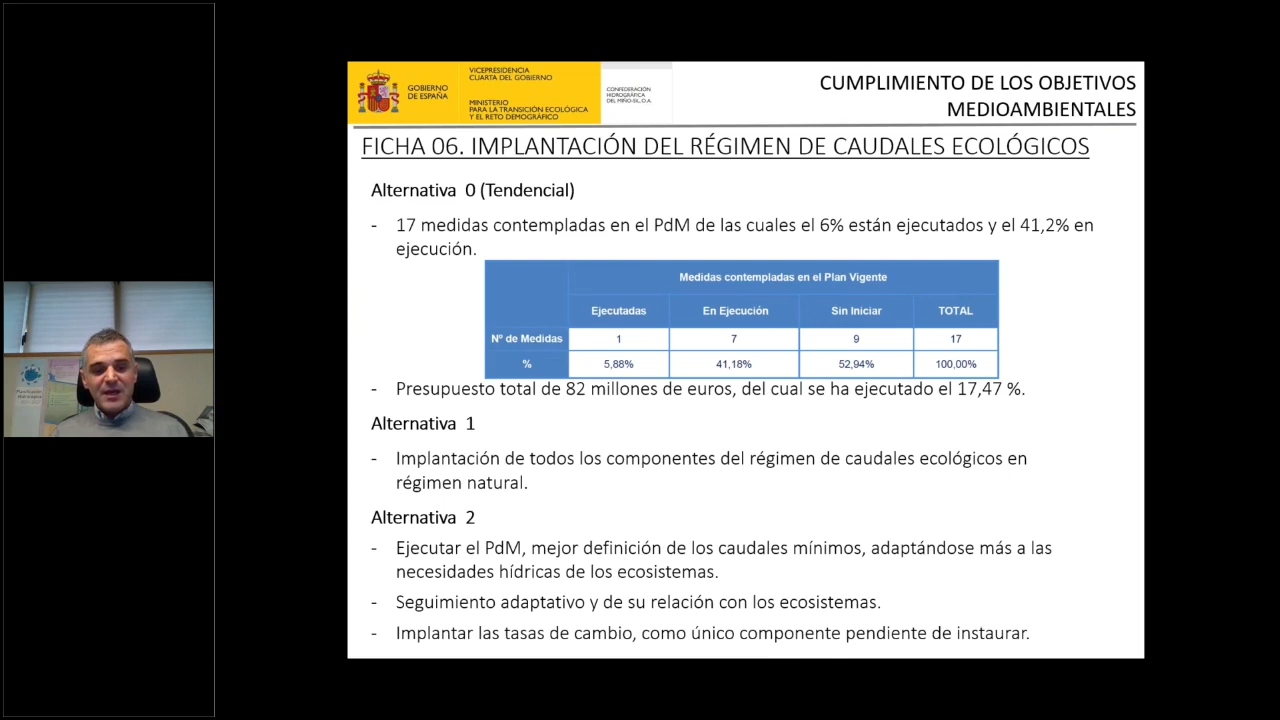 GOBIERNO
DE ESPAÑA
VICEPRESIDENCIA
CUARTA DEL GOBIERNO
MINISTERIO
PARA LA TRANSICIÓN ECOLÓGICA
Y EL RETO DEMOGRÁFICO
CONFEDERACIÓN
HIDROGRÁFICA
DEL MIÑO-SIL, O.A.
CUMPLIMIENTO DE LOS OBJETIVOS
MEDIOAMBIENTALES
FICHA 06. IMPLANTACIÓN DEL RÉGIMEN DE CAUDALES ECOLÓGICOS
Alternativa 0 (Tendencial)
- 17 medidas contempladas en el PdM de las cuales el 6% están ejecutados y el 41,2% en
ejecución.
Medidas contempladas en el Plan Vigente
Ejecutadas En Ejecución Sin Iniciar TOTAL
Nº de Medidas 1 7 9 17
% 5,88% 41,18% 52,94% 100,00%
- Presupuesto total de 82 millones de euros, del cual se ha ejecutado el 17,47 %.
Alternativa 1
- Implantación de todos los componentes del régimen de caudales ecológicos en
régimen natural.
Alternativa 2
- Ejecutar el PdM, mejor definición de los caudales mínimos, adaptándose más a las
necesidades hídricas de los ecosistemas.
- Seguimiento adaptativo y de su relación con los ecosistemas.
- Implantar las tasas de cambio, como único componente pendiente de instaurar.